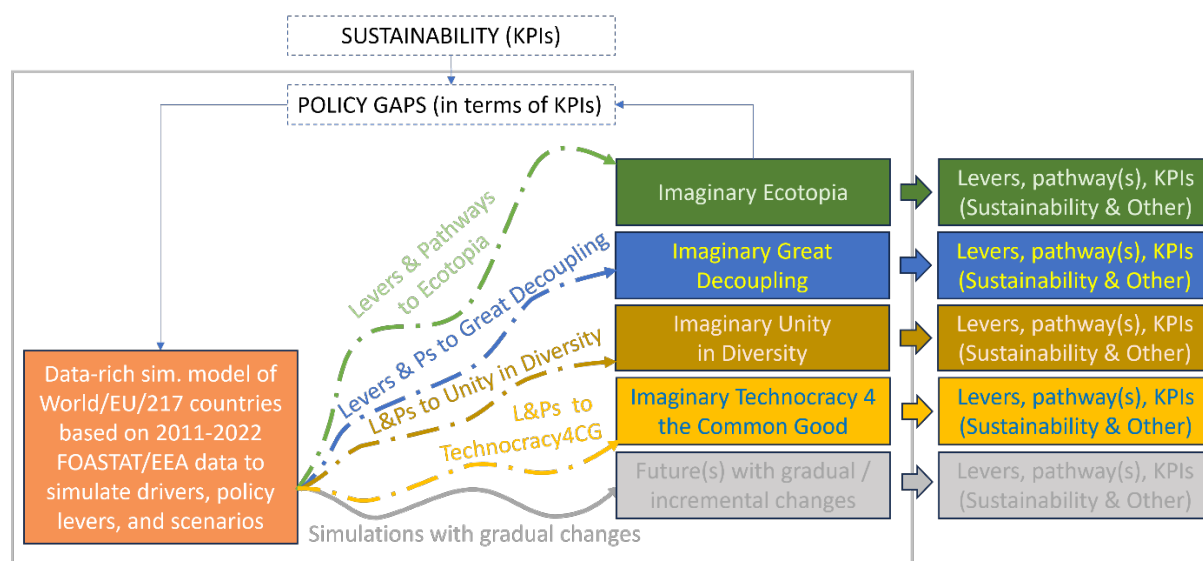 SUSTAINABILITY (KPIs)
POLICY GAPS (in terms of KPIs)
Levers & Pathways
to Ecotopia
Levers & Ps to Great Decoupling
L&Ps to Unity in Diversity
L&Ps to
Technocracy4CG
Simulations with gradual changes
Data-rich sim. model of
World/EU/217 countries
based on 2011-2022
FOASTAT/EEA data to
simulate drivers, policy
levers, and scenarios
Imaginary Ecotopia
Levers, pathway(s), KPIs
(Sustainability & Other)
Imaginary Great
Decoupling
Levers, pathway(s), KPIs
(Sustainability & Other)
Imaginary Unity
in Diversity
Levers, pathway(s), KPIs
(Sustainability & Other)
Imaginary Technocracy 4
the Common Good
Levers, pathway(s), KPIs
(Sustainability & Other)
Future(s) with gradual /
incremental changes
Levers, pathway(s), KPIs
(Sustainability & Other)